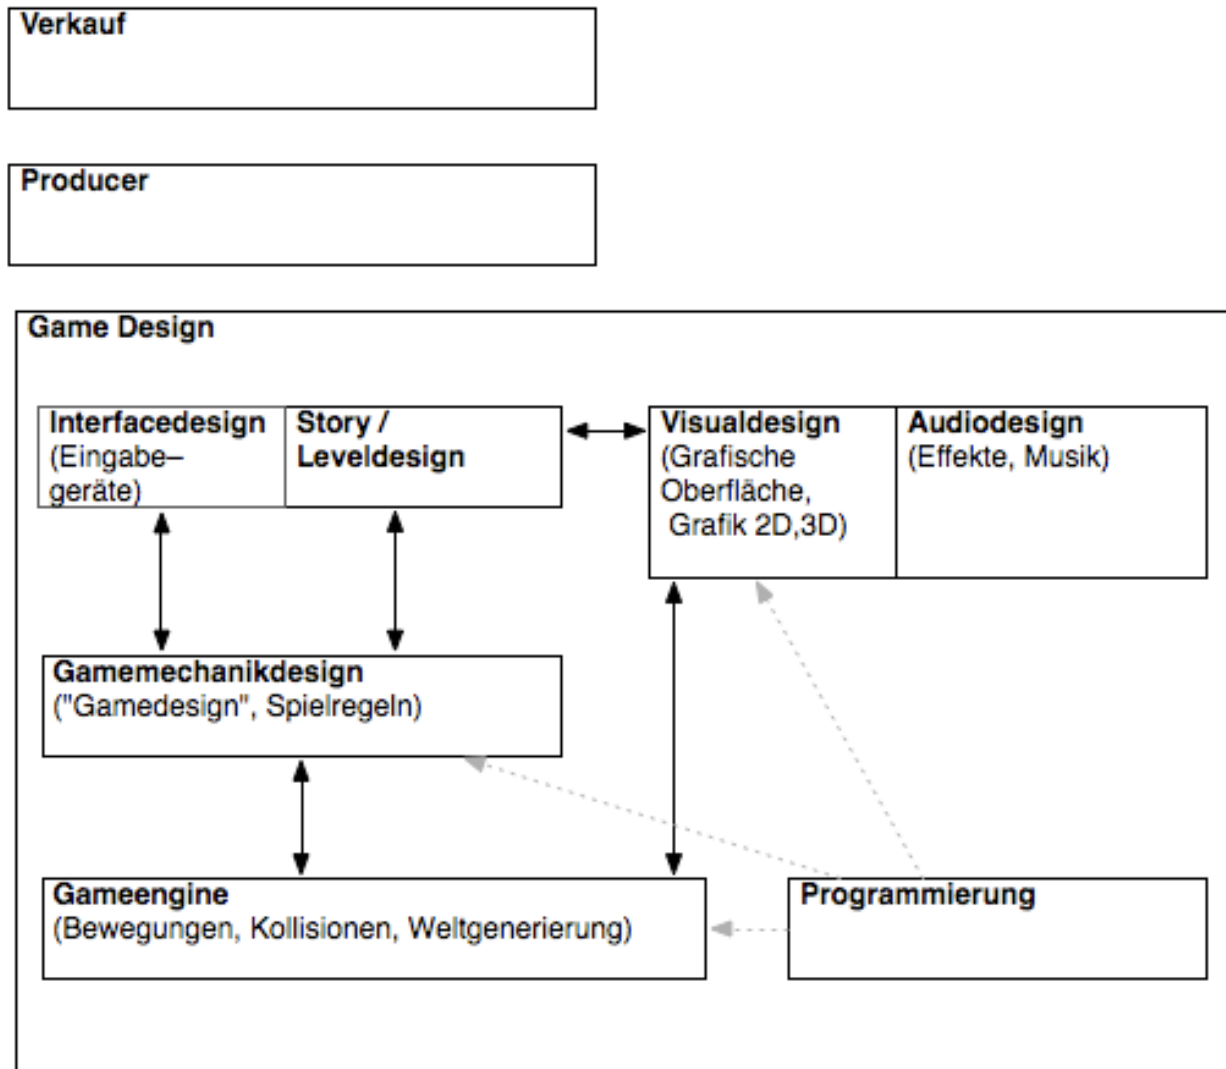 Verkauf
Producer
Game Design
Interfacedesign
(Eingabe–
geräte)
Story /
Leveldesign
Visualdesign
(Grafische
Oberfläche,
Grafik 2D,3D)
Audiodesign
(Effekte, Musik)
Gamemechanikdesign
("Gamedesign", Spielregeln)
Gameengine
(Bewegungen, Kollisionen, Weltgenerierung)
Programmierung